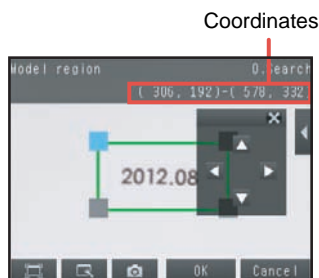 Coordinates
Model region 0.Search
( 306, 192)-( 578, 332)
2012.08
OK Cancel